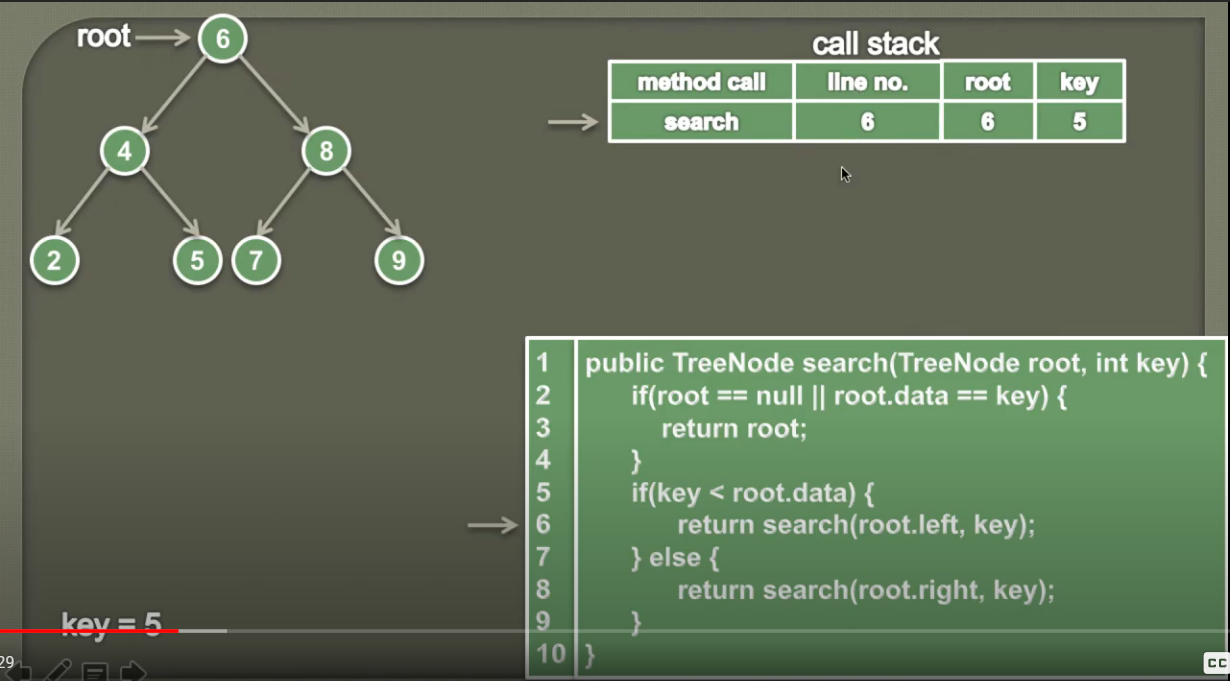 root
6
4
8
2
5
7
9
call stack
method call line no. root key
search 6 6 5
1 public TreeNode search(TreeNode root, int key) {
2 if(root == null || root.data == key) {
3 return root;
4 }
5 if(key < root.data) {
6 return search(root.left, key);
7 } else {
8 return search(root.right, key);
9 }
10 }
key = 5
29
CC